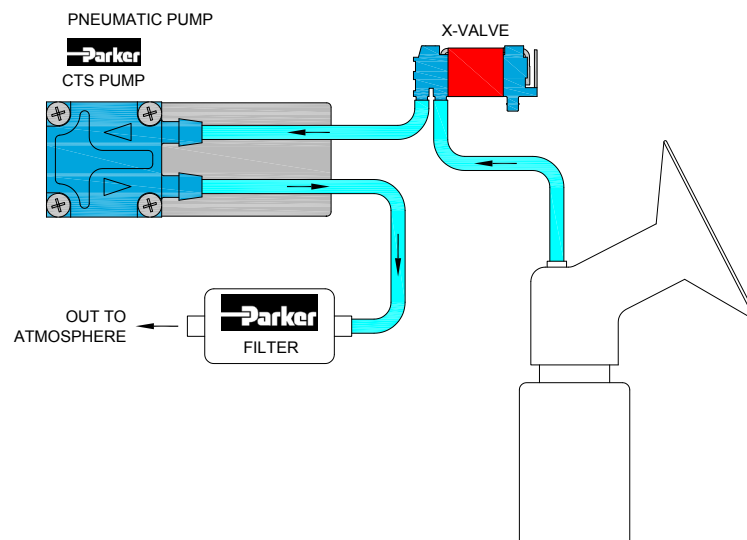 PNEUMATIC PUMP
Parker
CTS PUMP
X-VALVE
OUT TO
ATMOSPHERE
Parker
FILTER